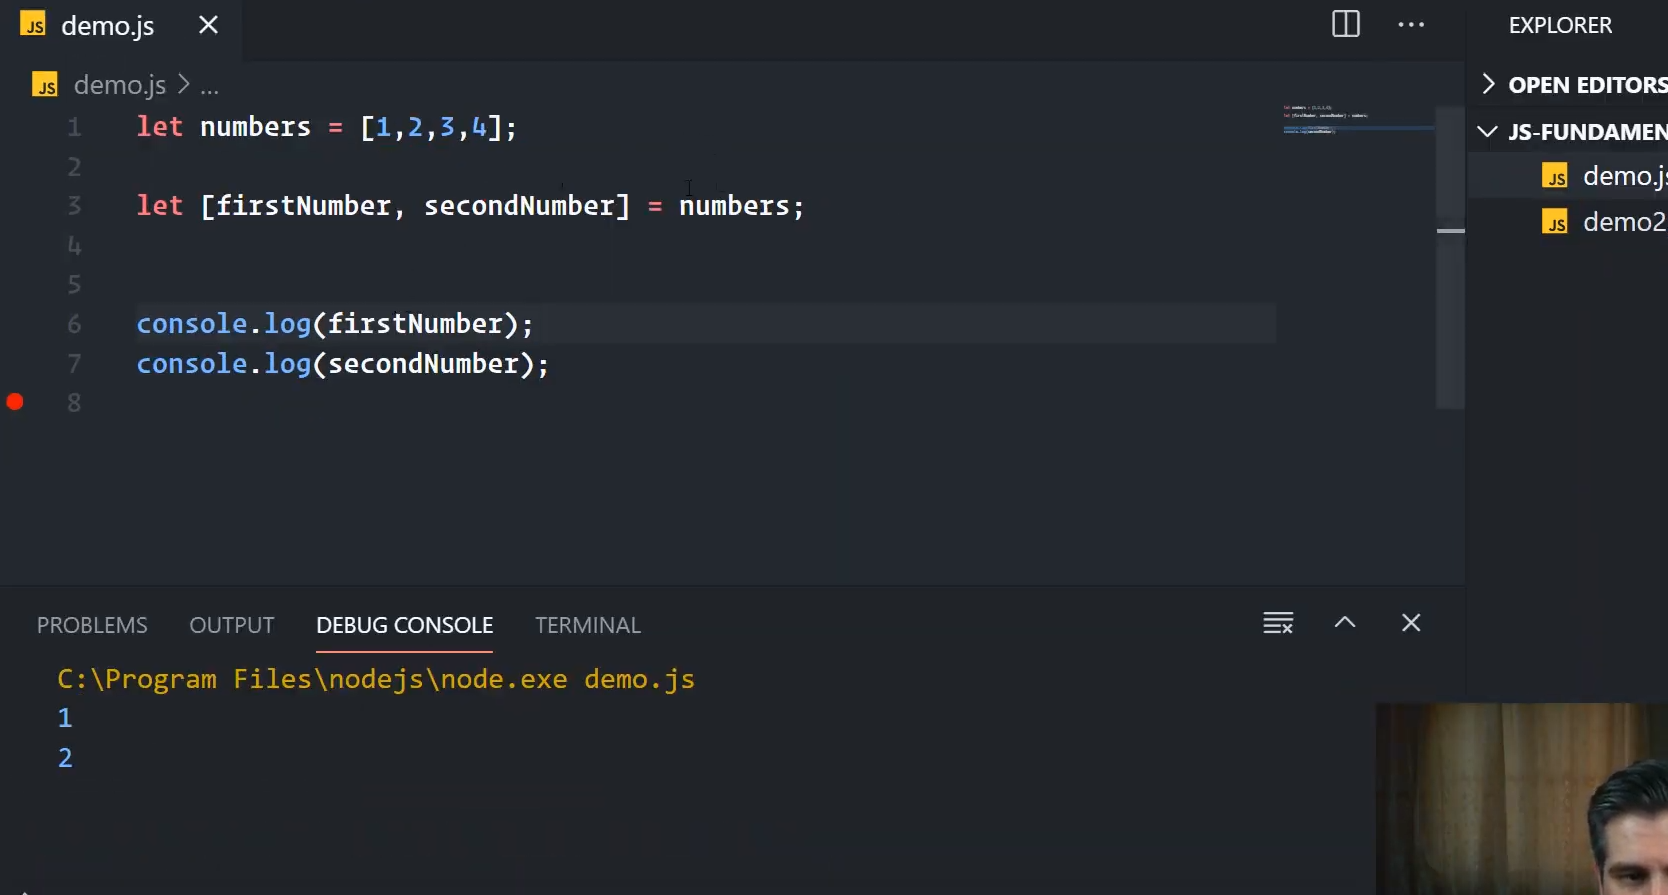 JS demo.js
EXPLORER
JS demo.js > ...
OPEN EDITORS
JS-FUNDAMEN
JS demo.js
JS demo2
1 let numbers = [1,2,3,4];
2
3 let [firstNumber, secondNumber] = numbers;
4
5
6 console.log(firstNumber);
7 console.log(secondNumber);
8
PROBLEMS OUTPUT DEBUG CONSOLE TERMINAL
C:\Program Files\nodejs\node.exe demo.js
1
2